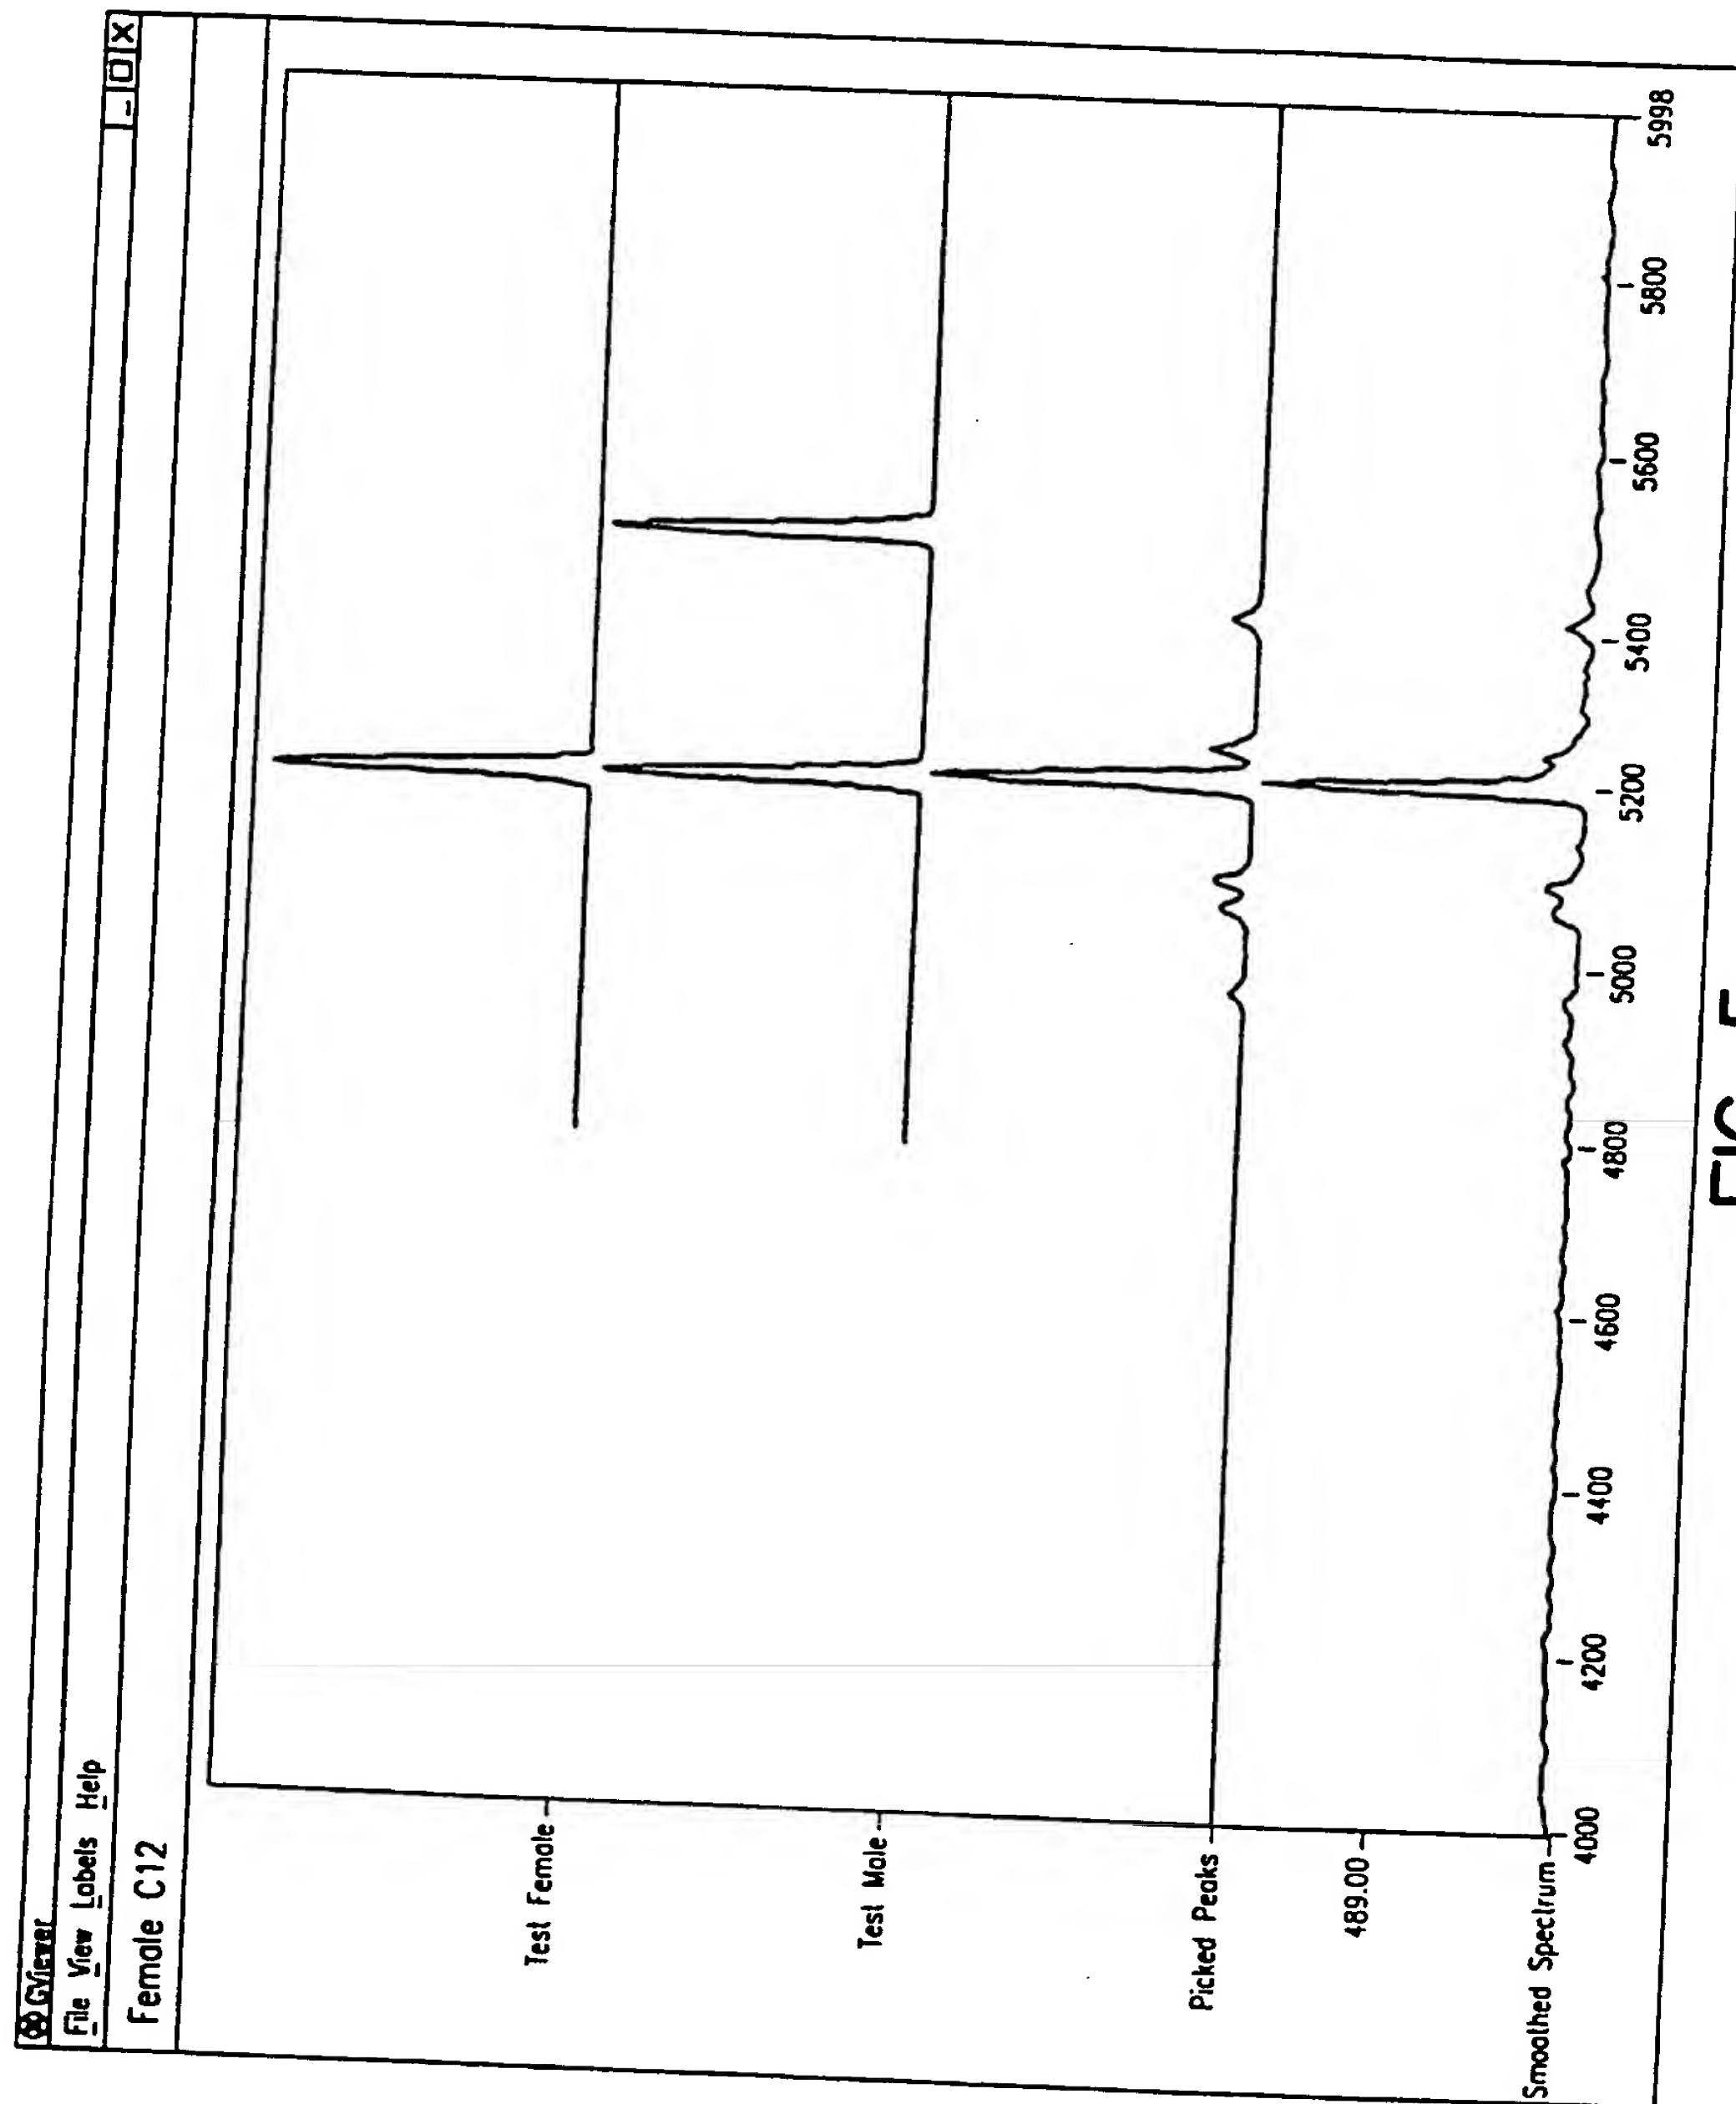 GViewer
File View Labels Help
Female C12
Test Female
Test Male
Picked Peaks
489.00
Smoothed Spectrum
4000 4200 4400 4600 4800 5000 5200 5400 5600 5800 5998